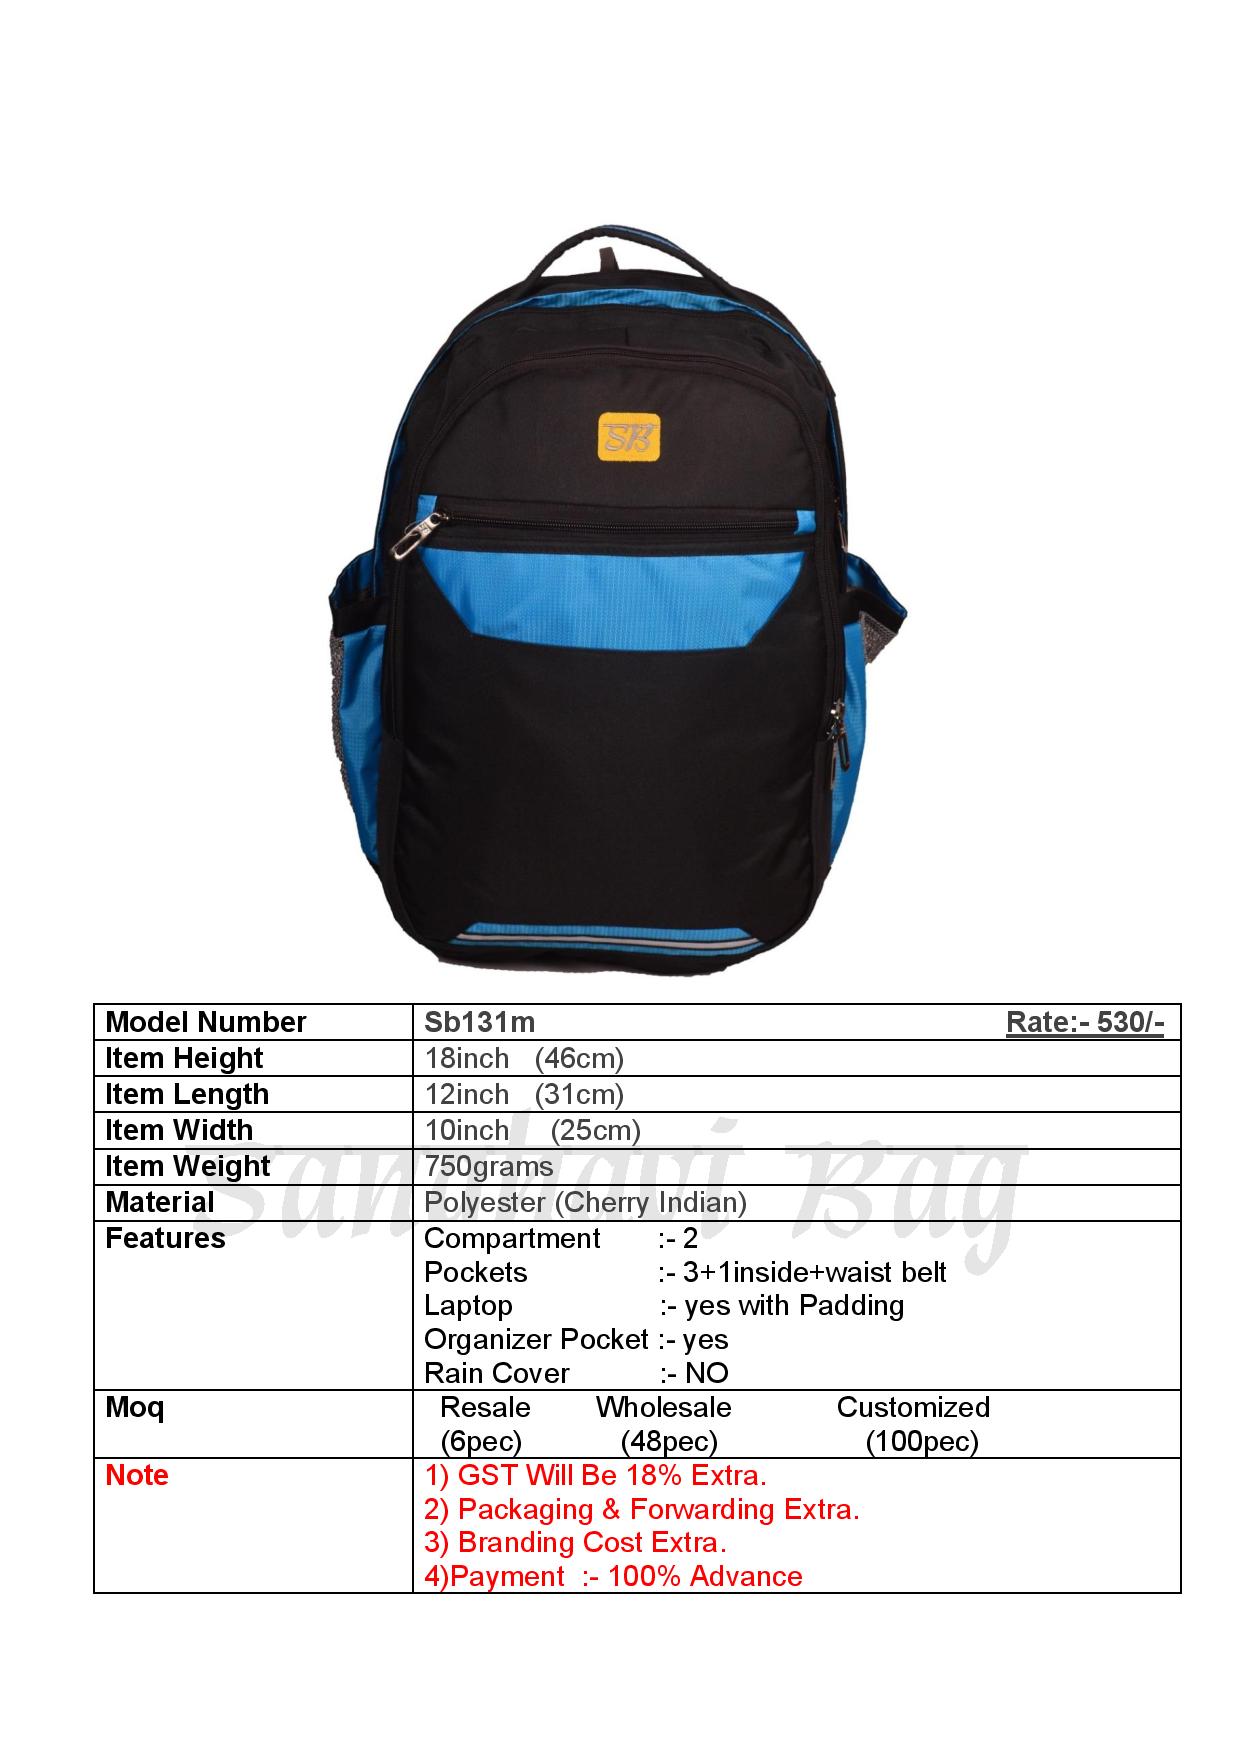 SB
Model Number Sb131m Rate:- 530/-
Item Height 18inch (46cm)
Item Length 12inch (31cm)
Item Width 10inch (25cm)
Item Weight 750grams
Material Polyester (Cherry Indian)
Features Compartment :- 2
Pockets :- 3+1inside+waist belt
Laptop :- yes with Padding
Organizer Pocket :- yes
Rain Cover :- NO
Moq Resale Wholesale Customized
(6pec) (48pec) (100pec)
Note 1) GST Will Be 18% Extra.
2) Packaging & Forwarding Extra.
3) Branding Cost Extra.
4)Payment :- 100% Advance
Bag